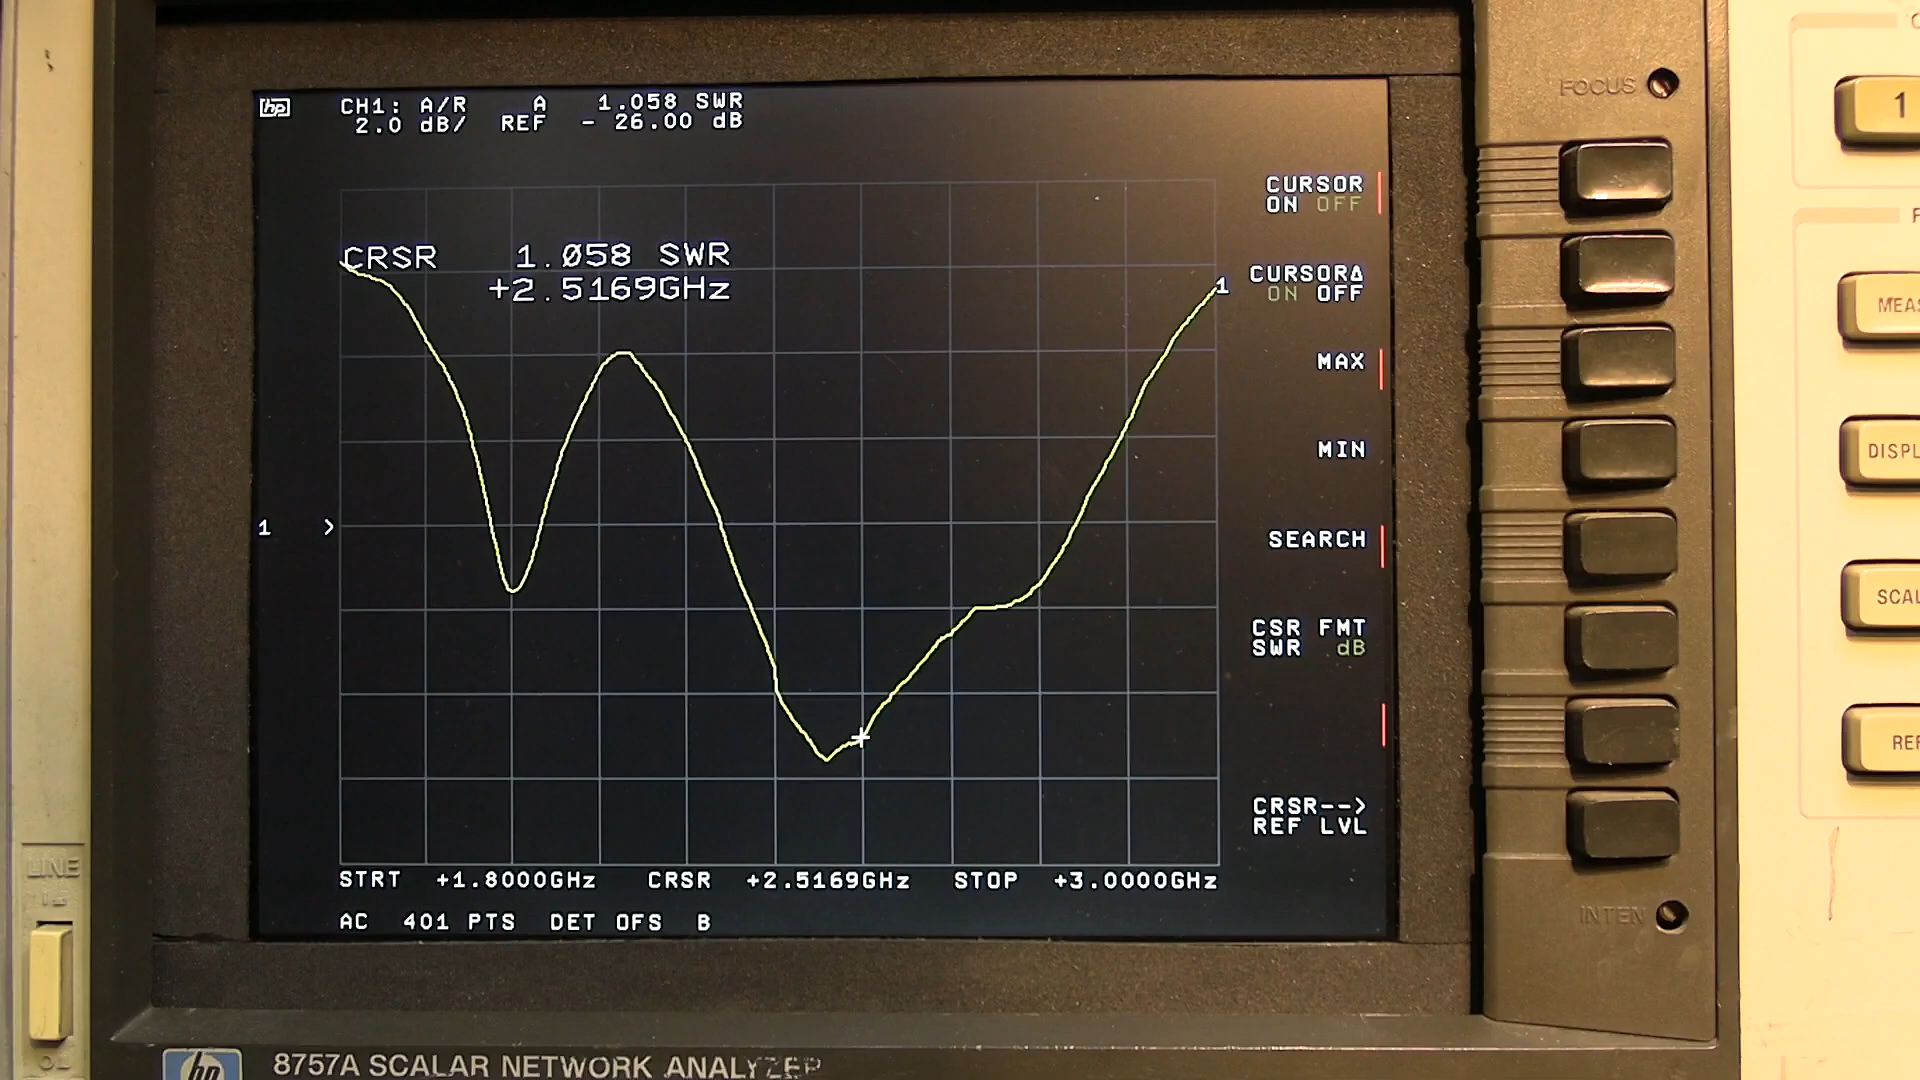 hp
CH1: A/R A 1.058 SWR
2.0 dB/ REF - 26.00 dB
CRSR 1.058 SWR
+2.5169GHz
1
1 >
CURSOR
ON OFF
CURSORΔ
ON OFF
MAX
MIN
SEARCH
CSR FMT
SWR dB
CRSR-->
REF LVL
STRT +1.8000GHz CRSR +2.5169GHz STOP +3.0000GHz
AC 401 PTS DET OFS B
FOCUS
INTEN
LINE
hp
8757A SCALAR NETWORK ANALYZER
1
MEAS
DISPL
SCAL
REF